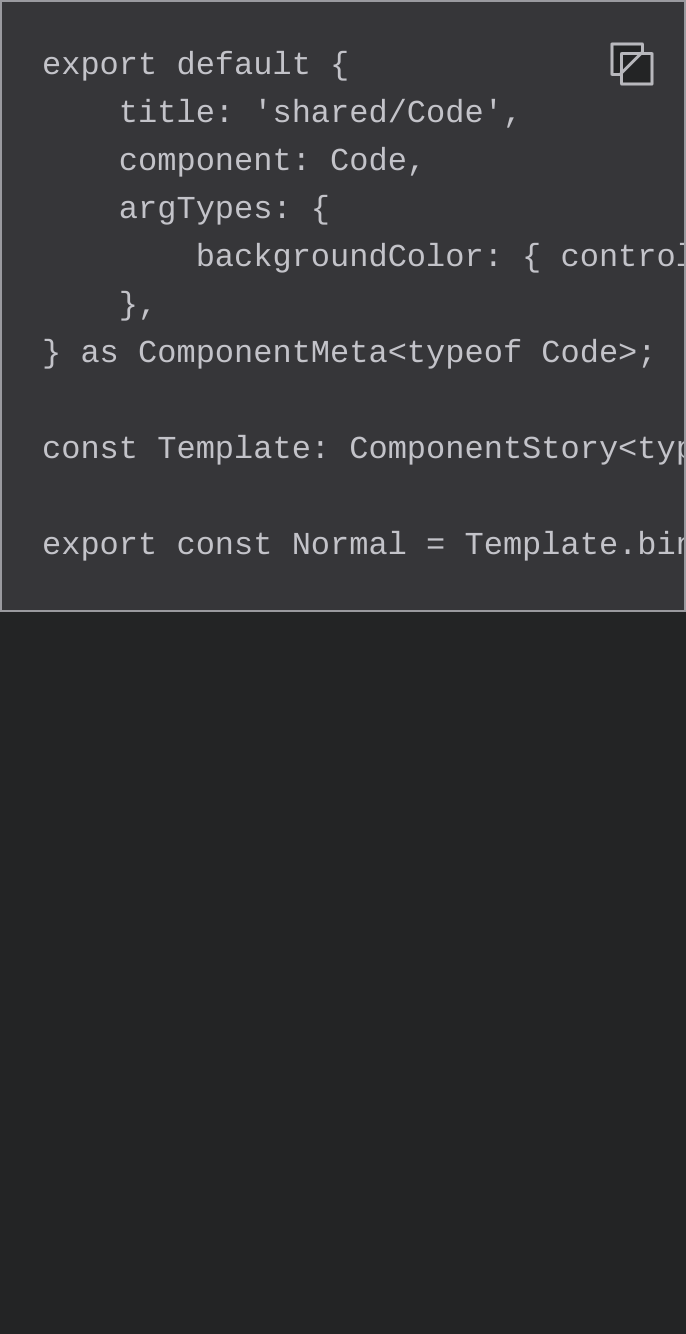 export default {
    title: 'shared/Code',
    component: Code,
    argTypes: {
        backgroundColor: { control
    },
} as ComponentMeta<typeof Code>;
const Template: ComponentStory<typ
export const Normal = Template.bin